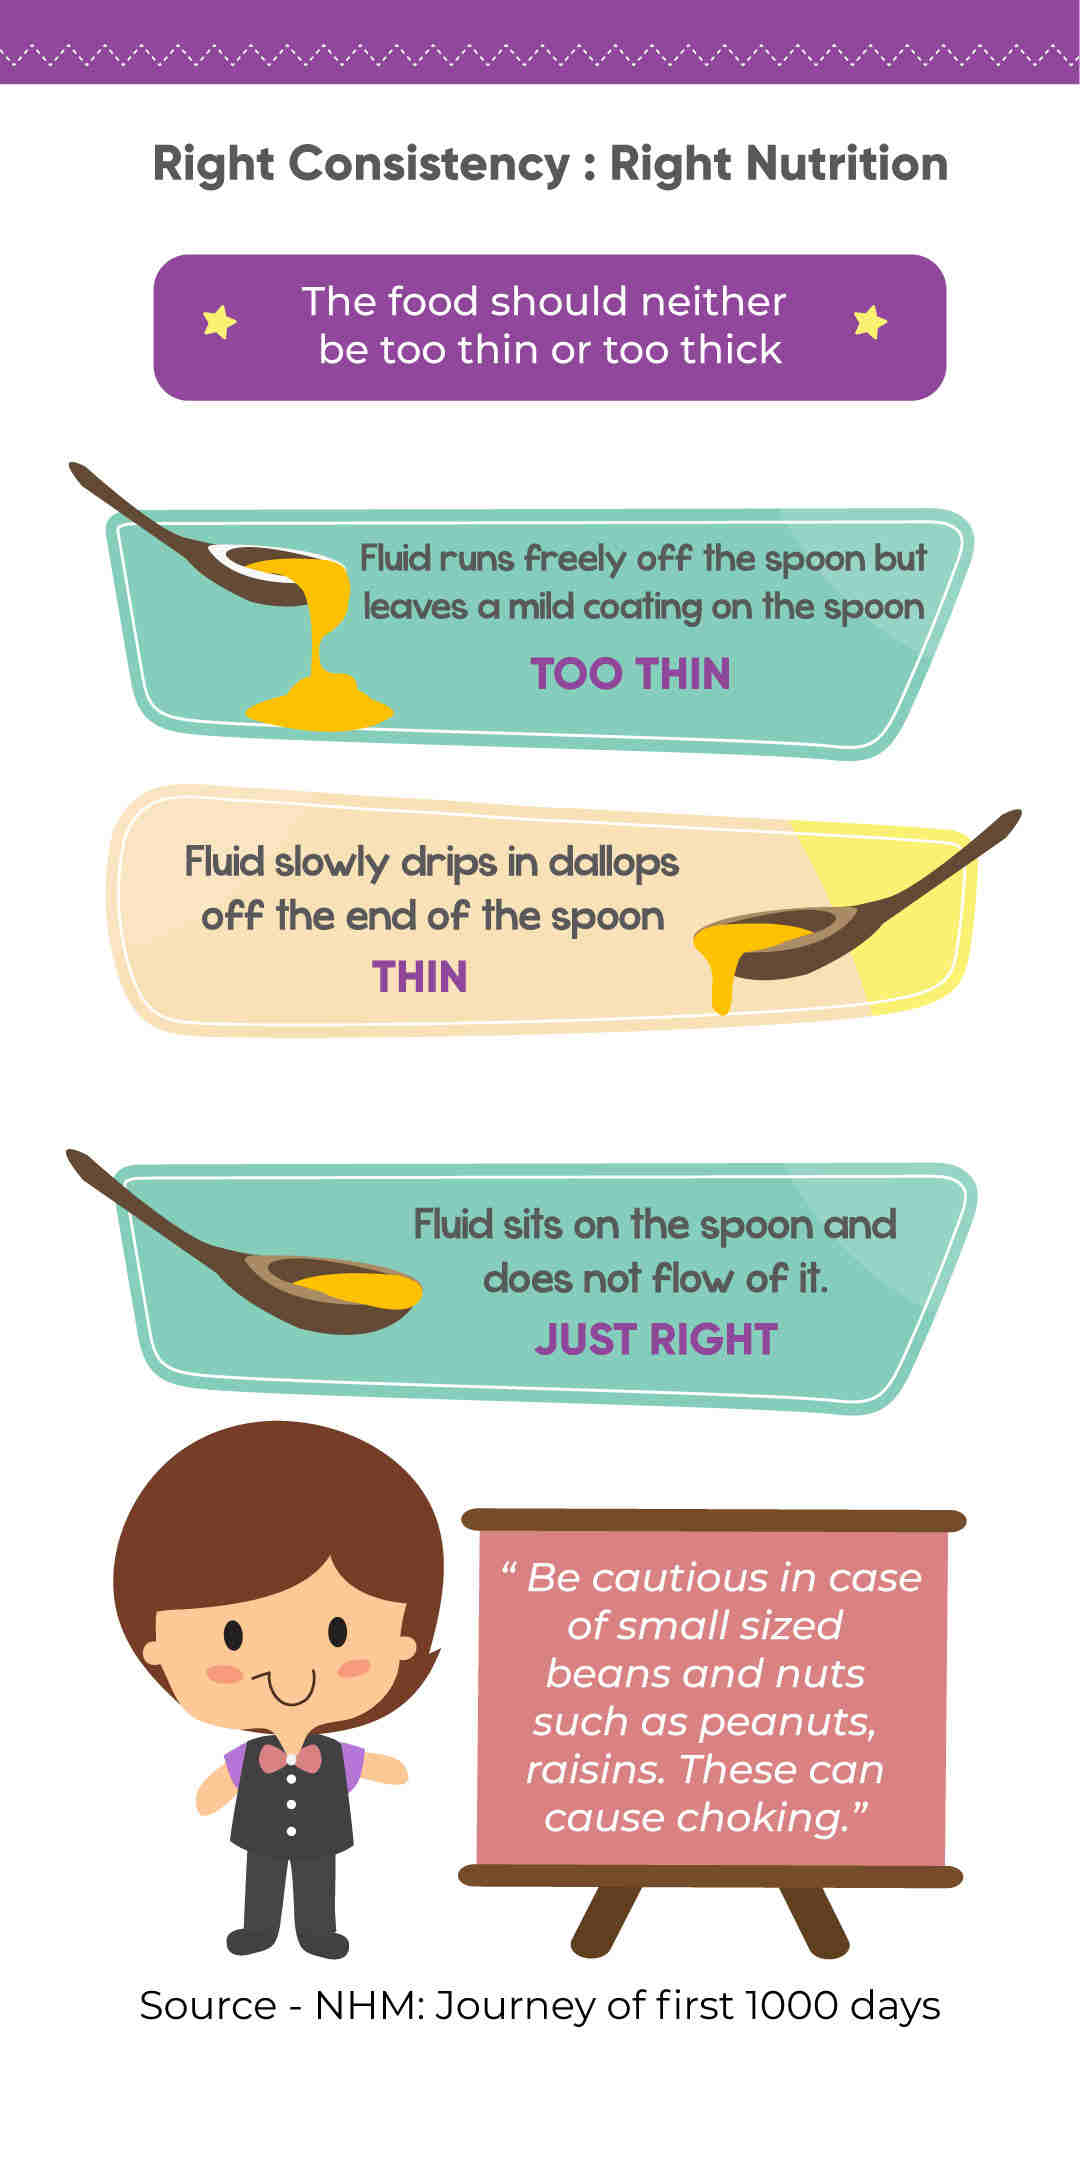 Right Consistency : Right Nutrition
The food should neither
be too thin or too thick
Fluid runs freely off the spoon but
leaves a mild coating on the spoon
TOO THIN
Fluid slowly drips in dallops
off the end of the spoon
THIN
Fluid sits on the spoon and
does not flow of it.
JUST RIGHT
“ Be cautious in case
of small sized
beans and nuts
such as peanuts,
raisins. These can
cause choking.”
Source - NHM: Journey of first 1000 days